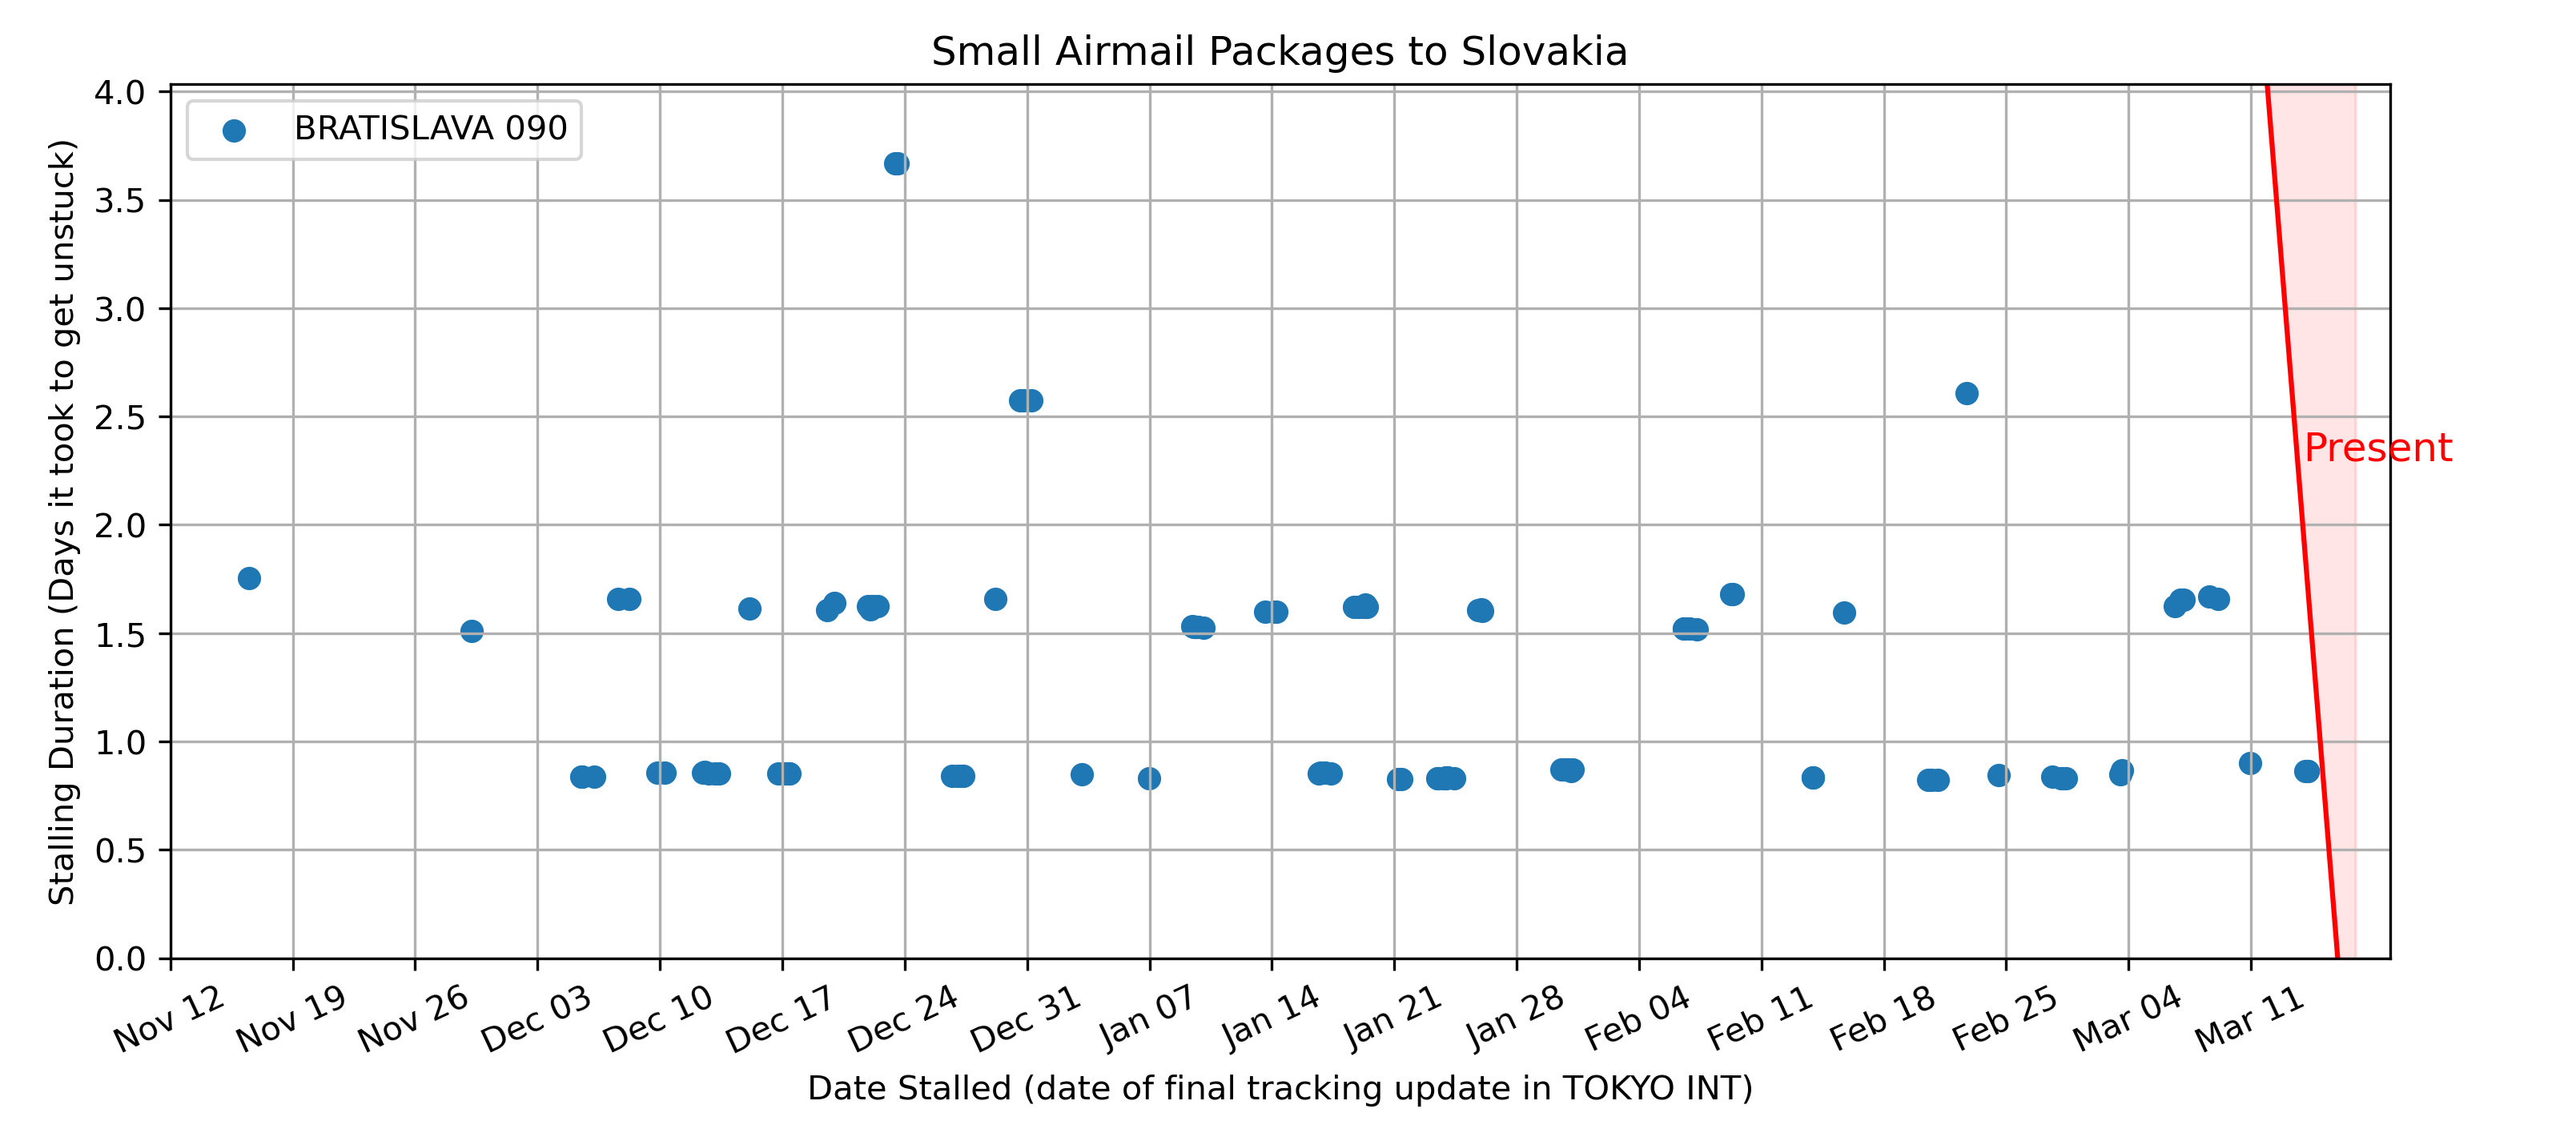 Small Airmail Packages to Slovakia
BRATISLAVA 090
Stalling Duration (Days it took to get unstuck)
4.0
3.5
3.0
2.5
2.0
1.5
1.0
0.5
0.0
Present
Nov 12
Nov 19
Nov 26
Dec 03
Dec 10
Dec 17
Dec 24
Dec 31
Jan 07
Jan 14
Jan 21
Jan 28
Feb 04
Feb 11
Feb 18
Feb 25
Mar 04
Mar 11
Date Stalled (date of final tracking update in TOKYO INT)